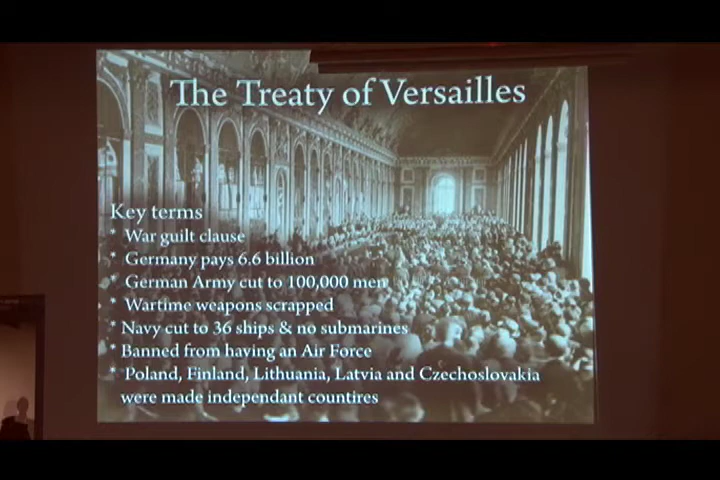 The Treaty of Versailles
Key terms
* War guilt clause
* Germany pays 6.6 billion
* German Army cut to 100,000 men
* Wartime weapons scrapped
* Navy cut to 36 ships & no submarines
* Banned from having an Air Force
* Poland, Finland, Lithuania, Latvia and Czechoslovakia
were made independant countires